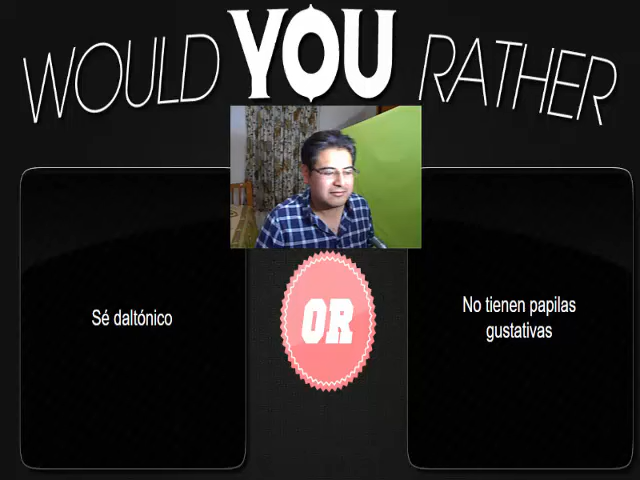 WOULD YOU RATHER
Sé daltónico
OR
No tienen papilas
gustativas